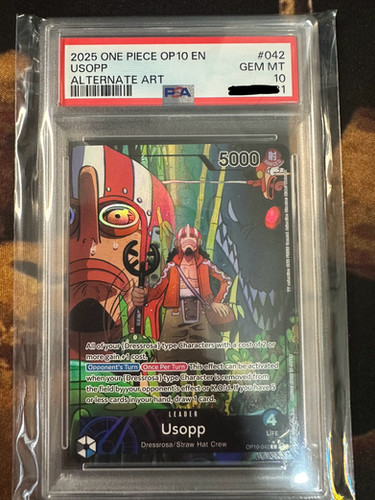 2025 ONE PIECE OP10 EN #042
USOPP GEM MT
ALTERNATE ART 10
PSA
5000
All of your [Dressrosa] type Characters with a cost of 2 or
more gain +1 cost.
Opponent's Turn Once Per Turn This effect can be activated
when your [Dressrosa] type Character is removed from
the field by your opponent's effect or K.O.'d. If you have 5
or less cards in your hand, draw 1 card.
LEADER
Usopp
Dressrosa/Straw Hat Crew
4
LIFE
OP10-042